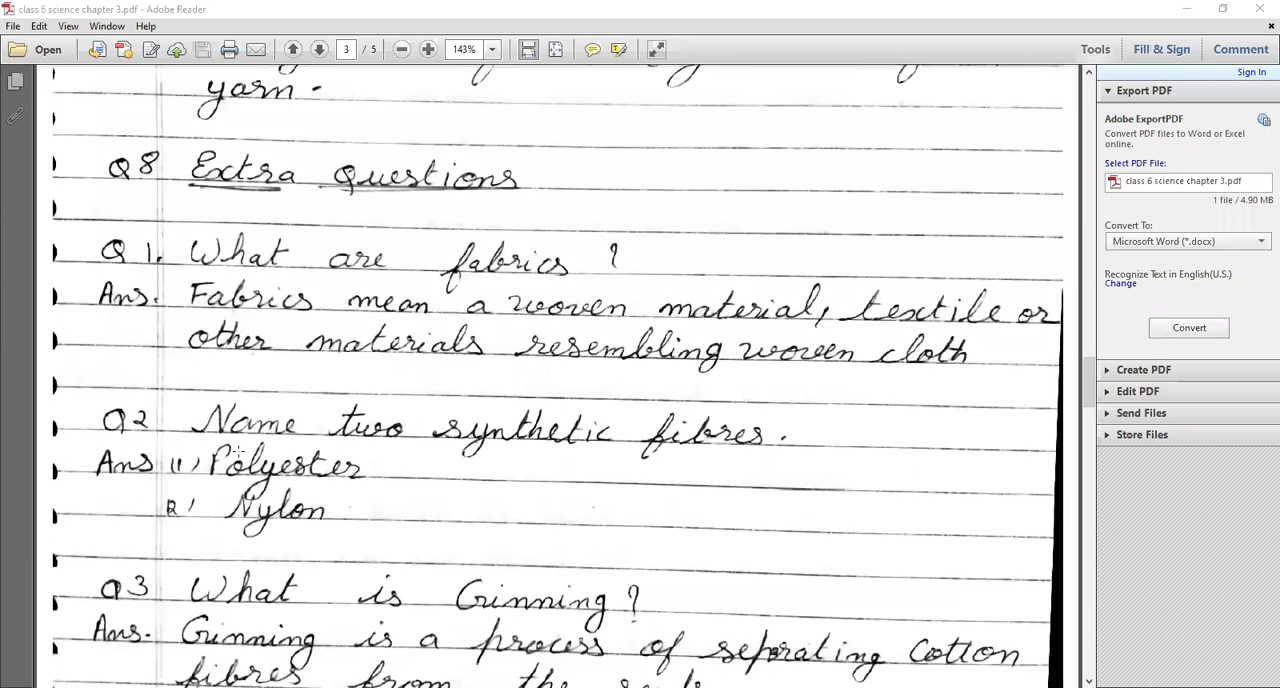 class 6 science chapter 3.pdf - Adobe Reader
File Edit View Window Help
Open 3 / 5 143% Tools Fill & Sign Comment
Sign In
yarn.
Q8 Extra Questions
Q1. What are fabrics ?
Ans. Fabrics mean a woven material, textile or
other materials resembling woven cloth
Q2 Name two synthetic fibres.
Ans (1) Polyester
2) Nylon
Q3 What is Ginning ?
Ans. Ginning is a process of seperating Cotton
fibres from the
Export PDF
Adobe ExportPDF
Convert PDF files to Word or Excel
online.
Select PDF File:
class 6 science chapter 3.pdf
1 file / 4.90 MB
Convert To:
Microsoft Word (*.docx)
Recognize Text in English(U.S.)
Change
Convert
Create PDF
Edit PDF
Send Files
Store Files